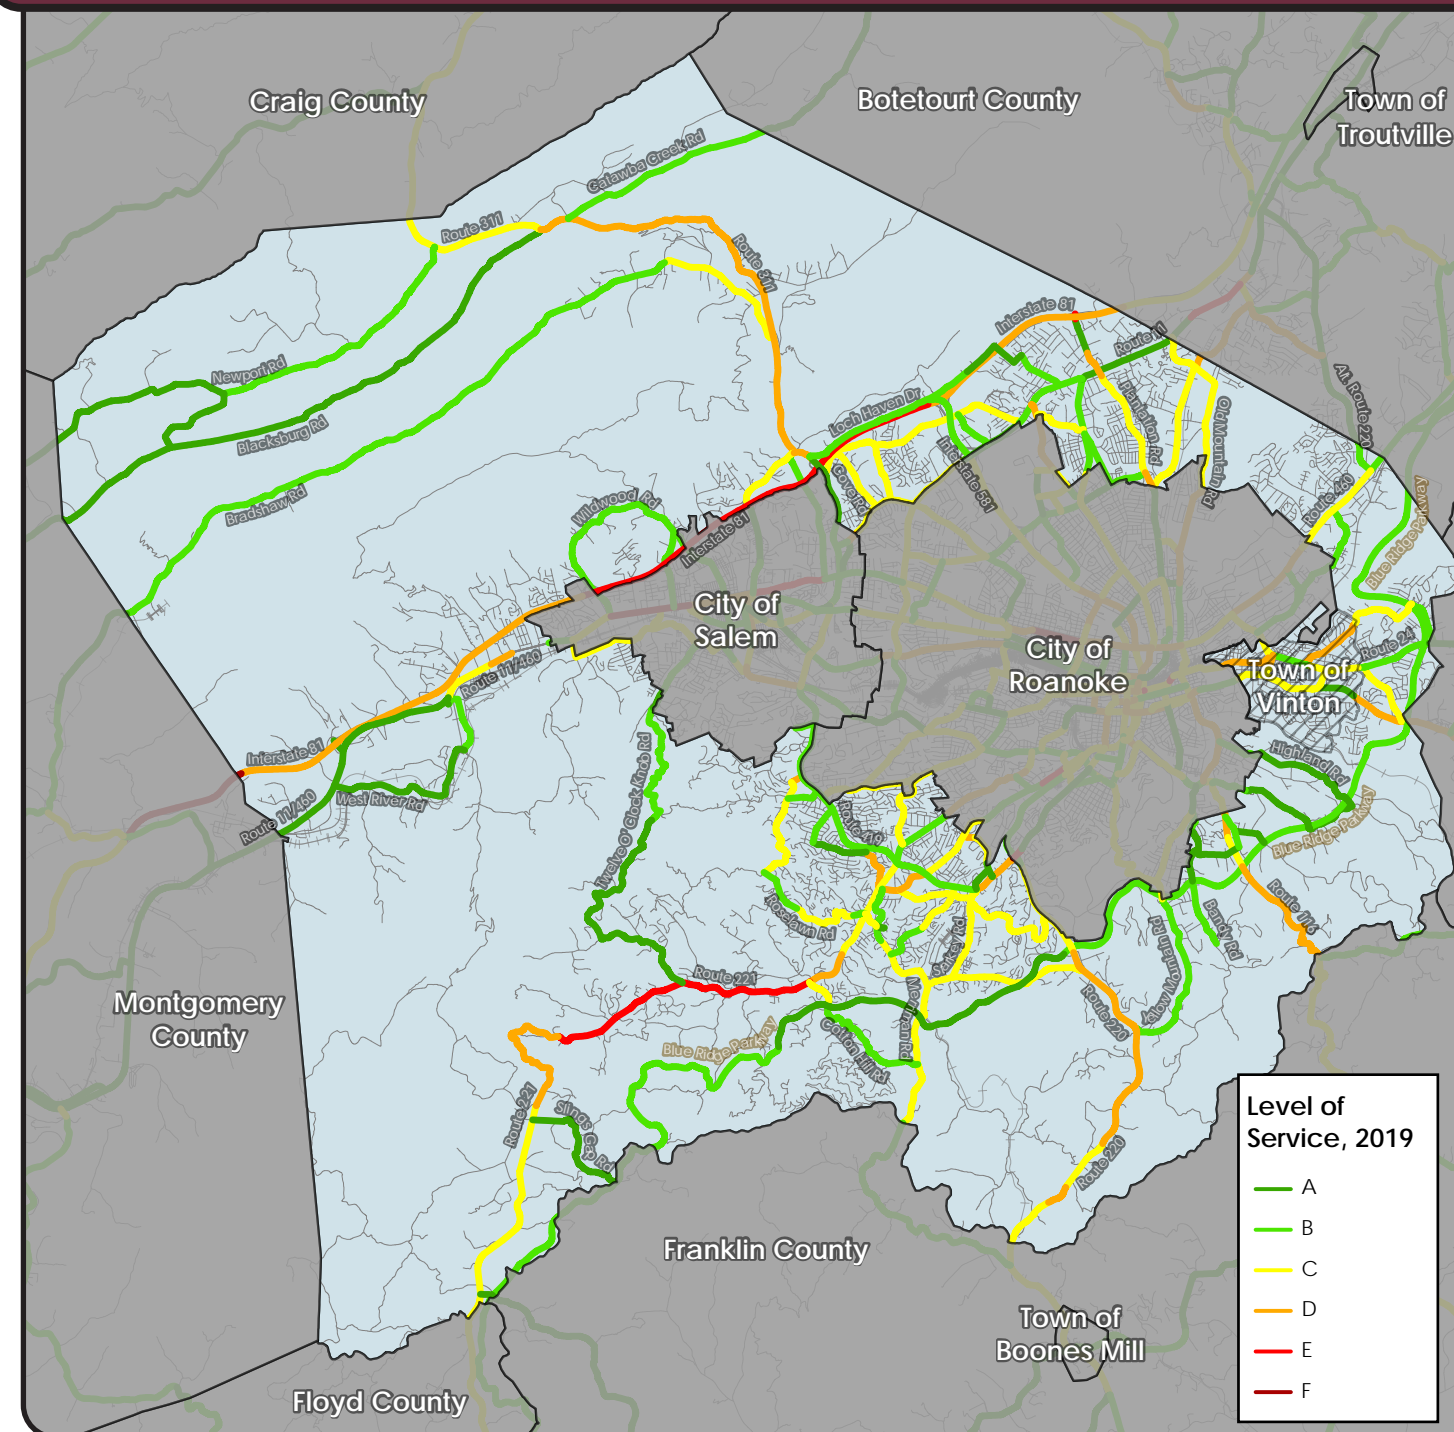 Craig County
Botetourt County
Town of
Troutville
Catawba Creek Rd
Route 311
Route 311
Interstate 81
Route 11
Newport Rd
Alt. Route 220
Loch Haven Dr
Plantation Rd
Old Mountain Rd
Blacksburg Rd
Cove Rd
Interstate 581
Bradshaw Rd
Wildwood Rd
Route 460
Blue Ridge Parkway
Interstate 81
City of
Salem
City of
Roanoke
Route 24
Town of
Vinton
Route 11/460
Interstate 81
Twelve O' Clock Knob Rd
Highland Rd
West River Rd
Route 11/460
Route 419
Blue Ridge Parkway
Roselawn Rd
Starkey Rd
Bandy Rd
Route 116
Yellow Mountain Rd
Route 221
Merriman Rd
Route 220
Montgomery
County
Blue Ridge Parkway
Cotton Hill Rd
Route 221
Slings Gap Rd
Route 220
Level of
Service, 2019
A
B
C
D
E
F
Franklin County
Town of
Boones Mill
Floyd County